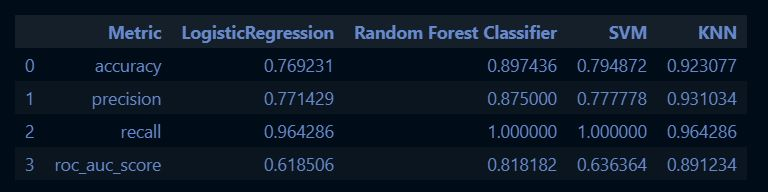 Metric LogisticRegression Random Forest Classifier SVM KNN
0 accuracy 0.769231 0.897436 0.794872 0.923077
1 precision 0.771429 0.875000 0.777778 0.931034
2 recall 0.964286 1.000000 1.000000 0.964286
3 roc_auc_score 0.618506 0.818182 0.636364 0.891234